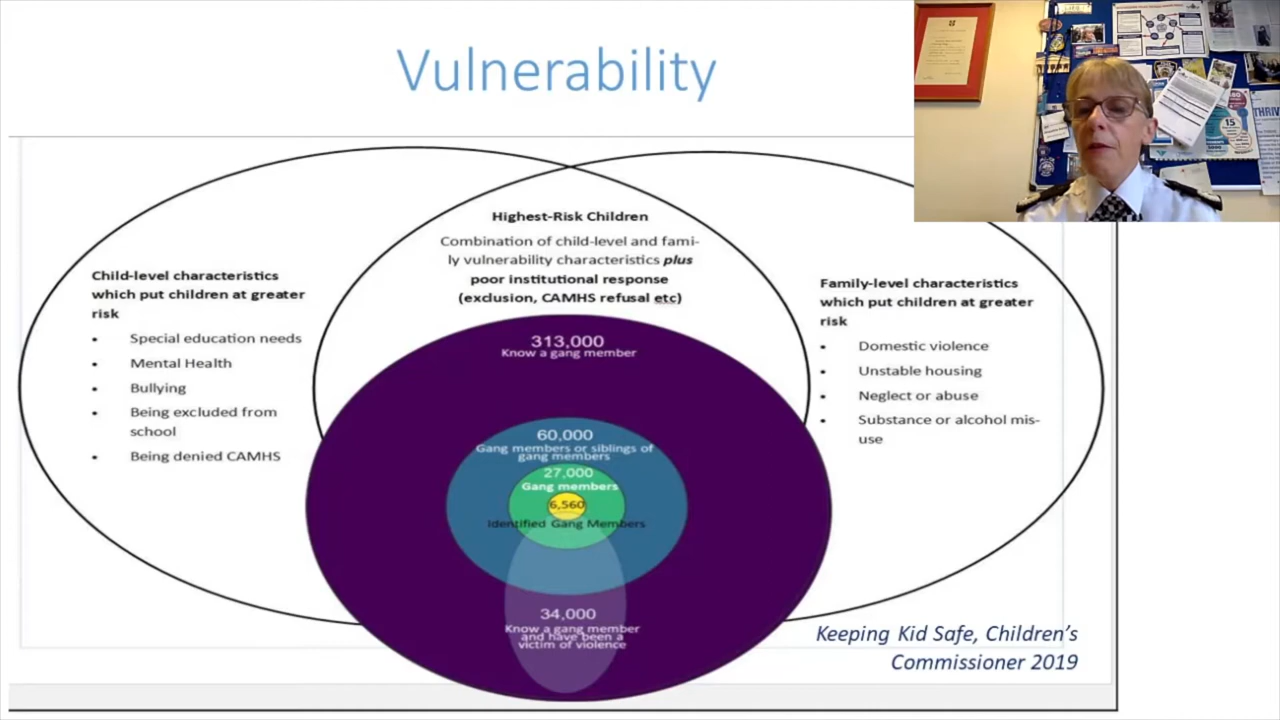 Vulnerability
Child-level characteristics
which put children at greater
risk
• Special education needs
• Mental Health
• Bullying
• Being excluded from
school
• Being denied CAMHS
Highest-Risk Children
Combination of child-level and fami-
ly vulnerability characteristics plus
poor institutional response
(exclusion, CAMHS refusal etc)
Family-level characteristics
which put children at greater
risk
• Domestic violence
• Unstable housing
• Neglect or abuse
• Substance or alcohol mis-
use
313,000
Know a gang member
60,000
Gang members or siblings of
gang members
27,000
Gang members
6,560
Identified Gang Members
34,000
Know a gang member
and have been a
victim of violence
Keeping Kid Safe, Children's
Commissioner 2019
THRIV
15